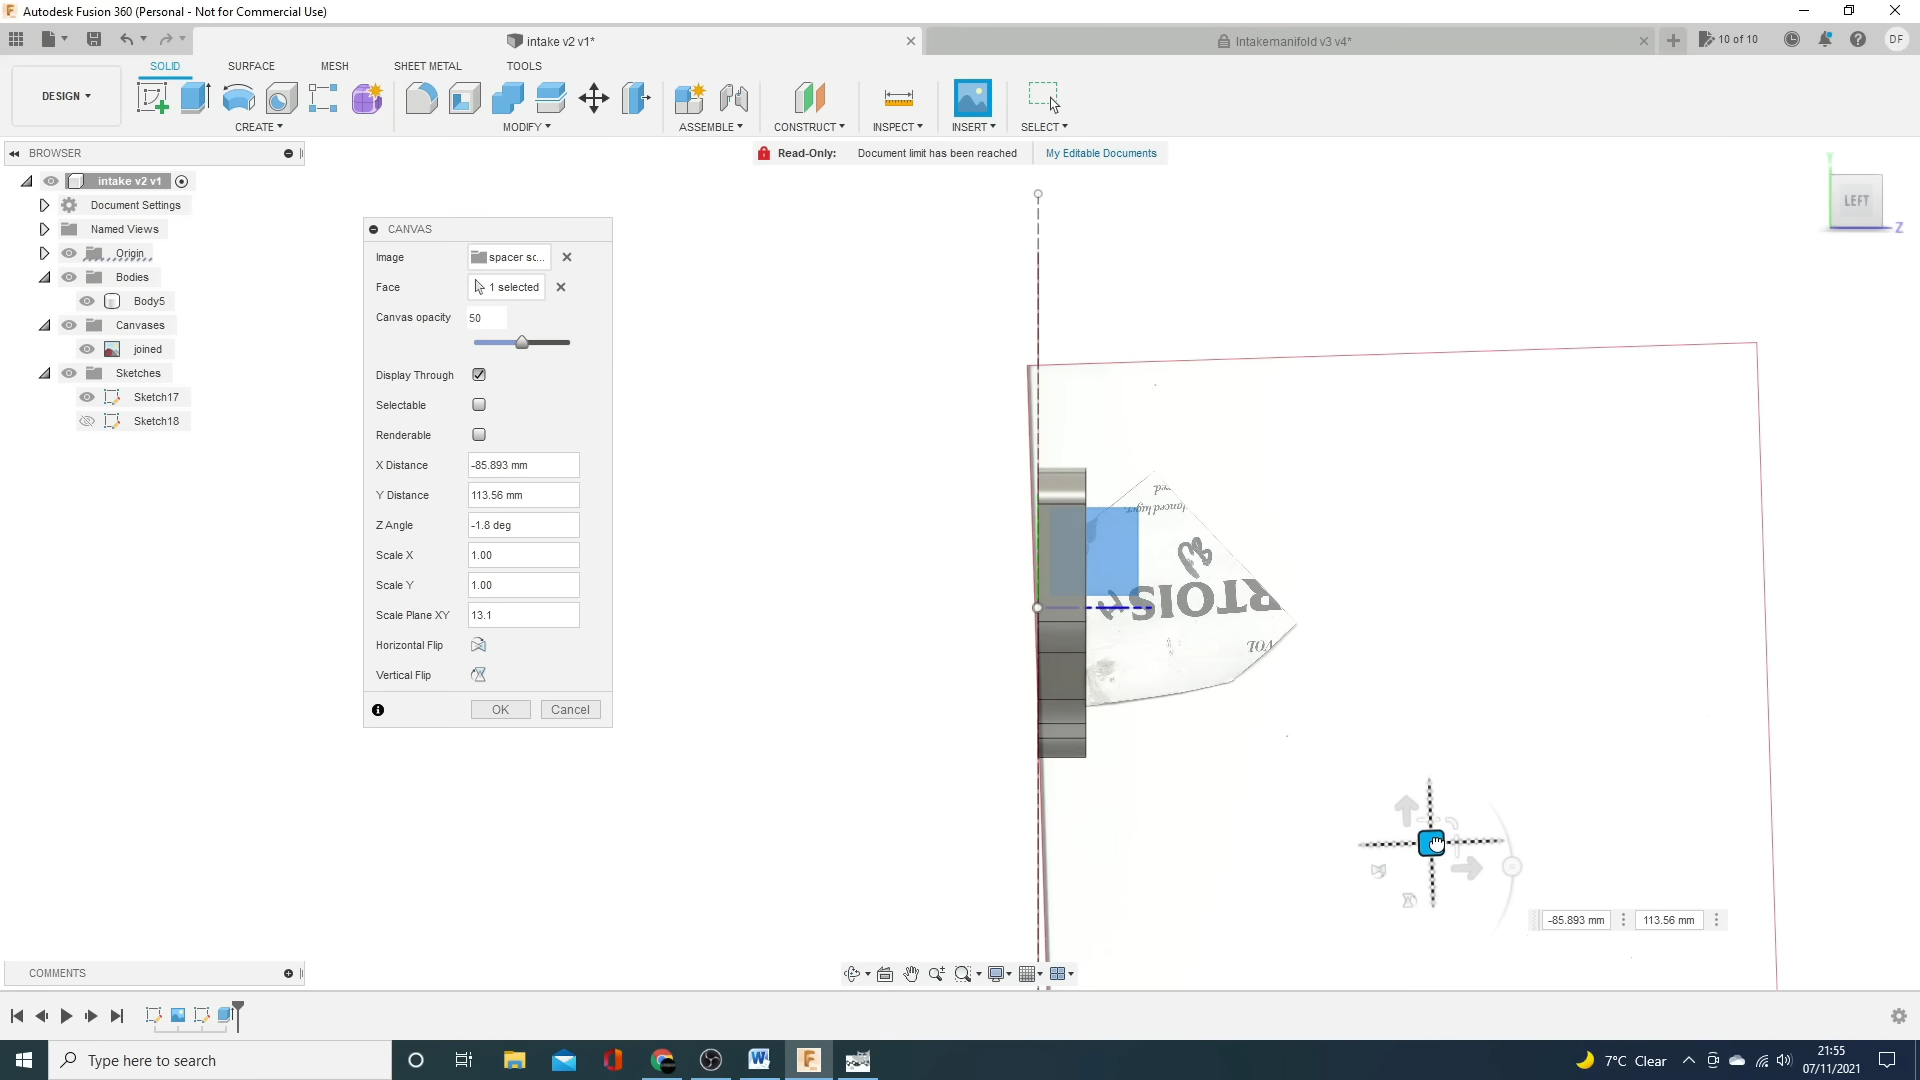 Autodesk Fusion 360 (Personal - Not for Commercial Use)
intake v2 v1*
Intakemanifold v3 v4*
10 of 10
DF
DESIGN
SOLID
SURFACE
MESH
SHEET METAL
TOOLS
CREATE
MODIFY
ASSEMBLE
CONSTRUCT
INSPECT
INSERT
SELECT
BROWSER
Read-Only: Document limit has been reached
My Editable Documents
intake v2 v1
Document Settings
Named Views
Origin
Bodies
Body5
Canvases
joined
Sketches
Sketch17
Sketch18
LEFT
Z
CANVAS
Image spacer sc...
Face 1 selected
Canvas opacity 50
Display Through
Selectable
Renderable
X Distance -85.893 mm
Y Distance 113.56 mm
Z Angle -1.8 deg
Scale X 1.00
Scale Y 1.00
Scale Plane XY 13.1
Horizontal Flip
Vertical Flip
OK Cancel
RTOIS
VOL
-85.893 mm 113.56 mm
COMMENTS
Type here to search
7°C Clear
21:55
07/11/2021